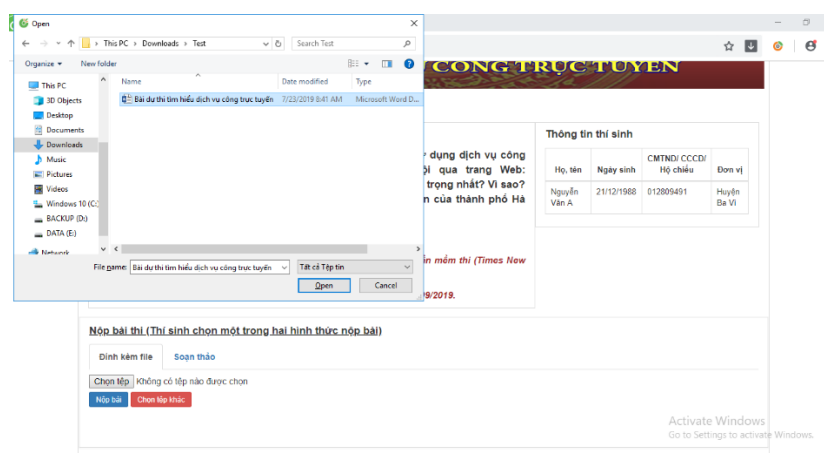 Open
This PC > Downloads > Test
Search Test
Organize
New folder
This PC
3D Objects
Desktop
Documents
Downloads
Music
Pictures
Videos
Windows 10 (C:)
BACKUP (D:)
DATA (E:)
Network
Name Date modified Type
Bài dự thi tìm hiểu dịch vụ công trực tuyến 7/23/2019 8:41 AM Microsoft Word D...
File name: Bài dự thi tìm hiểu dịch vụ công trực tuyến
Tất cả Tệp tin
Open Cancel
CÔNG TRỰC TUYẾN
dụng dịch vụ công
qua trang Web:
trọng nhất? Vì sao?
của thành phố Hà
mềm thi (Times New
9/2019.
Thông tin thí sinh
Họ, tên Ngày sinh CMTND/ CCCD/ Hộ chiếu Đơn vị
Nguyễn Văn A 21/12/1988 012809491 Huyện Ba Vì
Nộp bài thi (Thí sinh chọn một trong hai hình thức nộp bài)
Đính kèm file Soạn thảo
Chọn tệp Không có tệp nào được chọn
Nộp bài Chọn tệp khác
Activate Windows
Go to Settings to activate Windows.